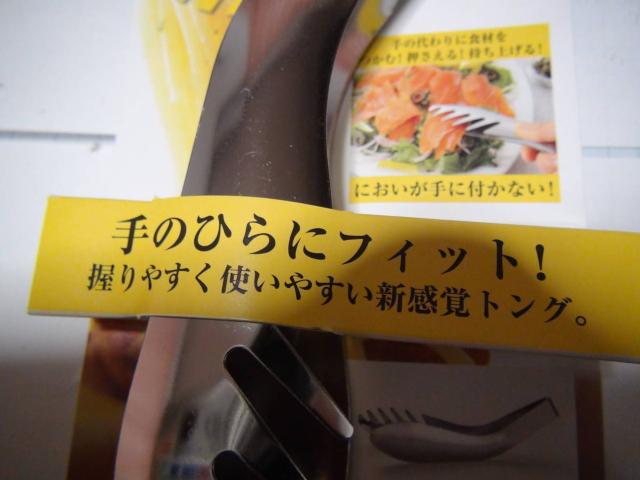 手の代わりに食材を
つかむ！押さえる！持ち上げる！
においが手に付かない！
手のひらにフィット！
握りやすく使いやすい新感覚トング。